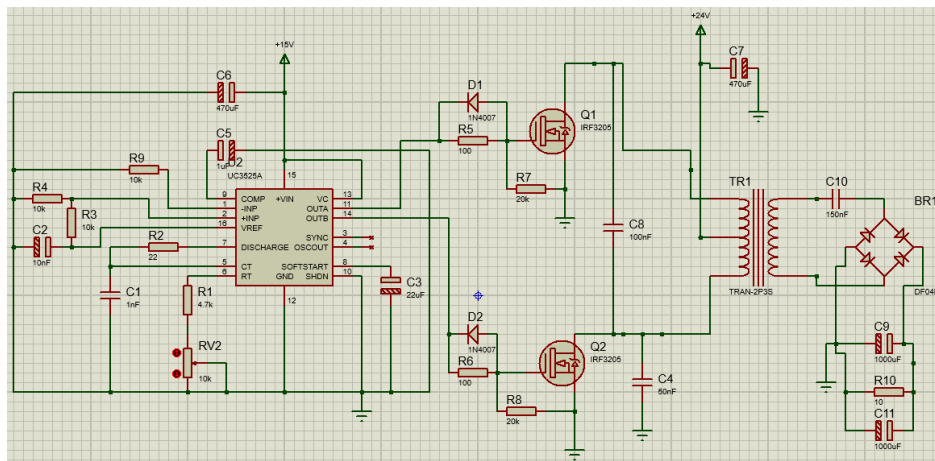 +15V
+24V
C6
470uF
C7
470uF
D1
1N4007
R5
100
Q1
IRF3205
C5
1uF
U2
UC3525A
R9
10k
R4
10k
R3
10k
R7
20k
9
1
2
16
7
5
6
COMP
-INP
+INP
VREF
DISCHARGE
CT
RT
+VIN
15
VC
OUTA
OUTB
SYNC
OSCOUT
SOFTSTART
SHDN
GND
12
13
11
14
3
4
8
10
TR1
TRAN-2P3S
C10
150nF
BR1
C2
10nF
R2
22
C8
100nF
C1
1nF
R1
4.7k
C3
22uF
RV2
10k
D2
1N4007
R6
100
Q2
IRF3205
R8
20k
C4
50nF
C9
1000uF
R10
10
C11
1000uF